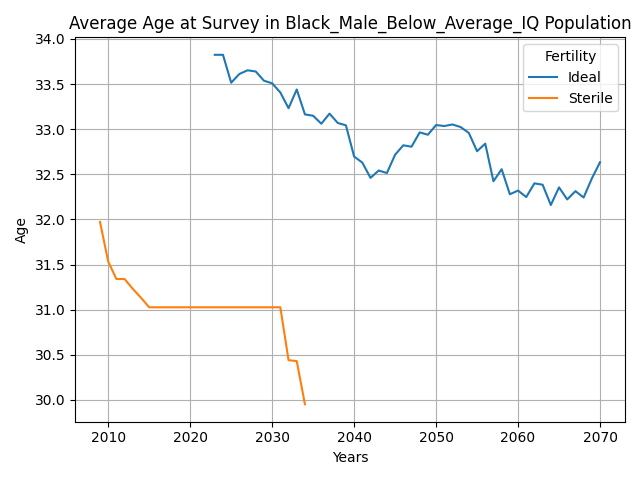 Average Age at Survey in Black_Male_Below_Average_IQ Population
34.0
33.5
33.0
32.5
32.0
31.5
31.0
30.5
30.0
Age
Fertility
Ideal
Sterile
2010 2020 2030 2040 2050 2060 2070
Years